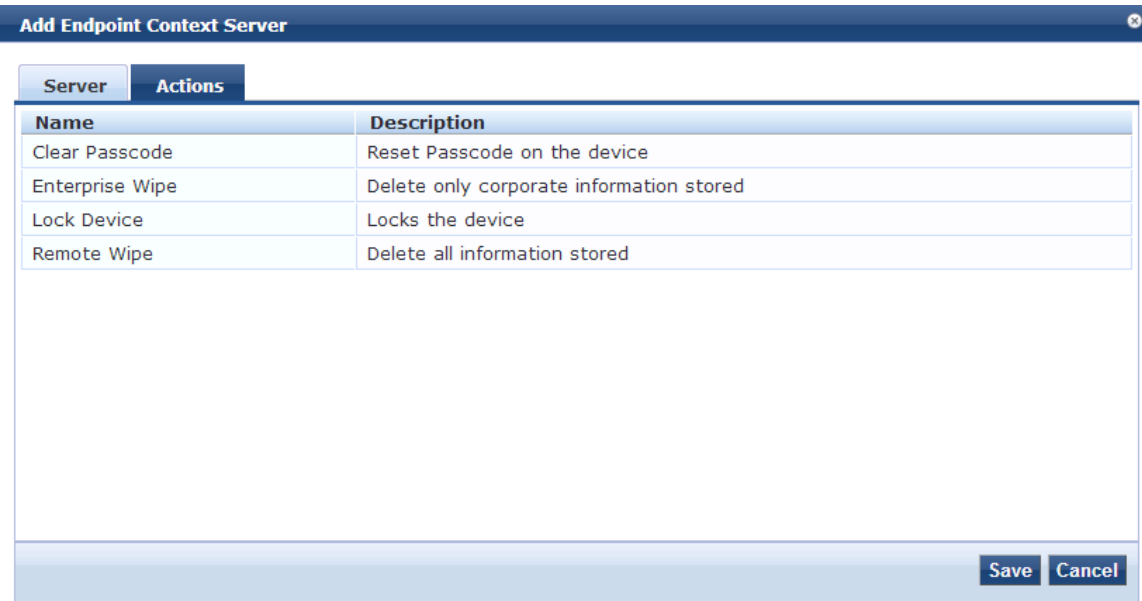 Add Endpoint Context Server
Server Actions
Name Description
Clear Passcode Reset Passcode on the device
Enterprise Wipe Delete only corporate information stored
Lock Device Locks the device
Remote Wipe Delete all information stored
Save Cancel